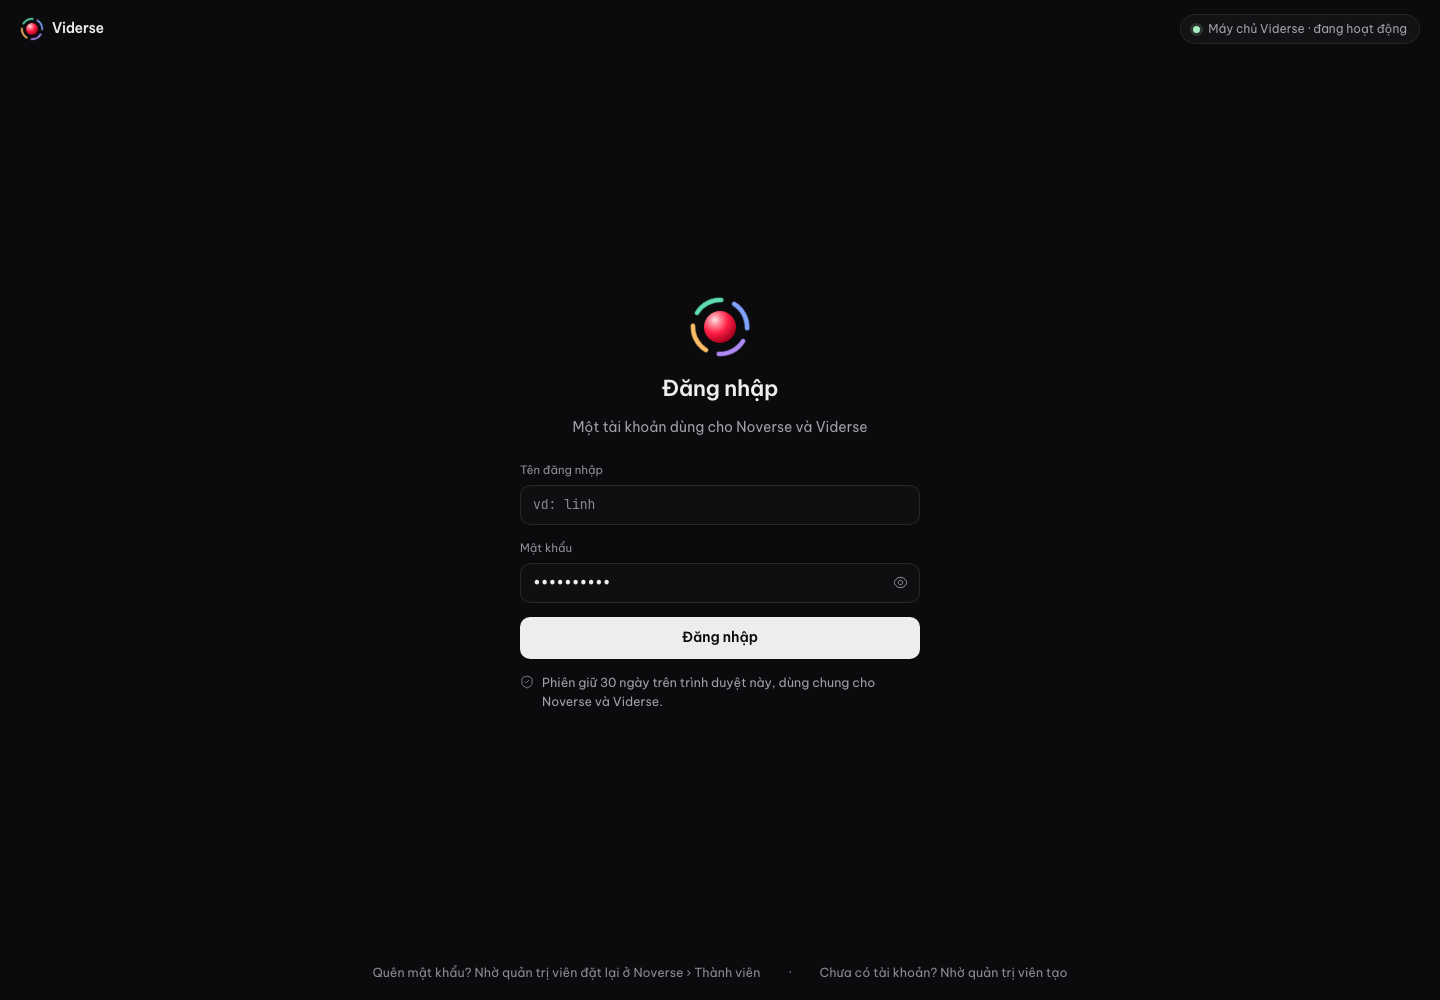 Viderse
Máy chủ Viderse · đang hoạt động
Đăng nhập
Một tài khoản dùng cho Noverse và Viderse
Tên đăng nhập
vd: linh
Mật khẩu
••••••••••
Đăng nhập
Phiên giữ 30 ngày trên trình duyệt này, dùng chung cho
Noverse và Viderse.
Quên mật khẩu? Nhờ quản trị viên đặt lại ở Noverse › Thành viên · Chưa có tài khoản? Nhờ quản trị viên tạo